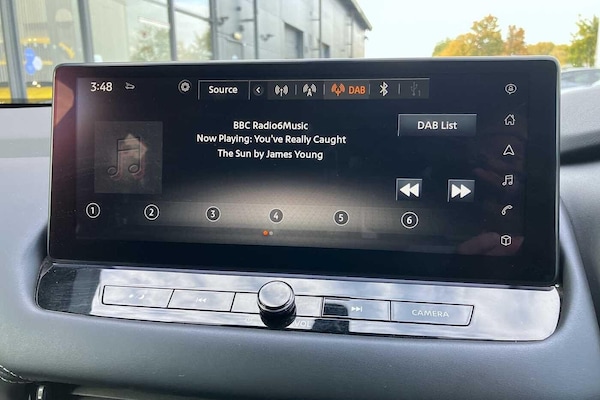 3:48
Source
DAB
BBC Radio6Music
Now Playing: You've Really Caught
The Sun by James Young
DAB List
1 2 3 4 5 6
VOL
CAMERA